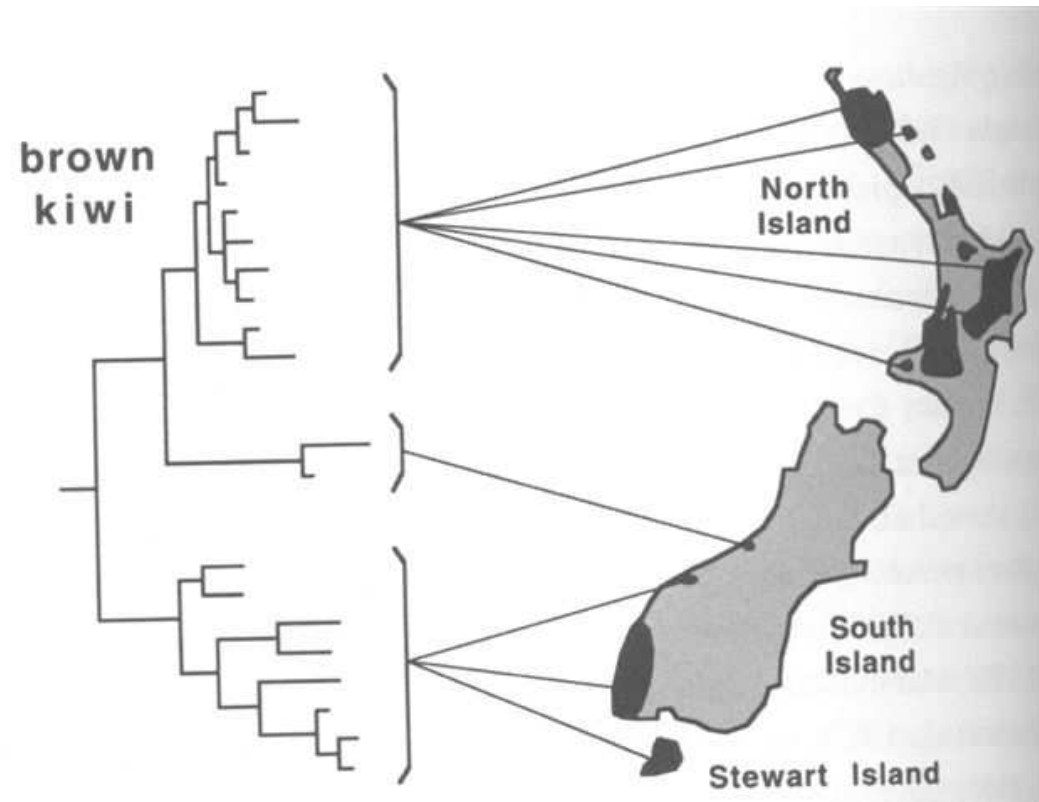 brown
kiwi
North
Island
South
Island
Stewart Island